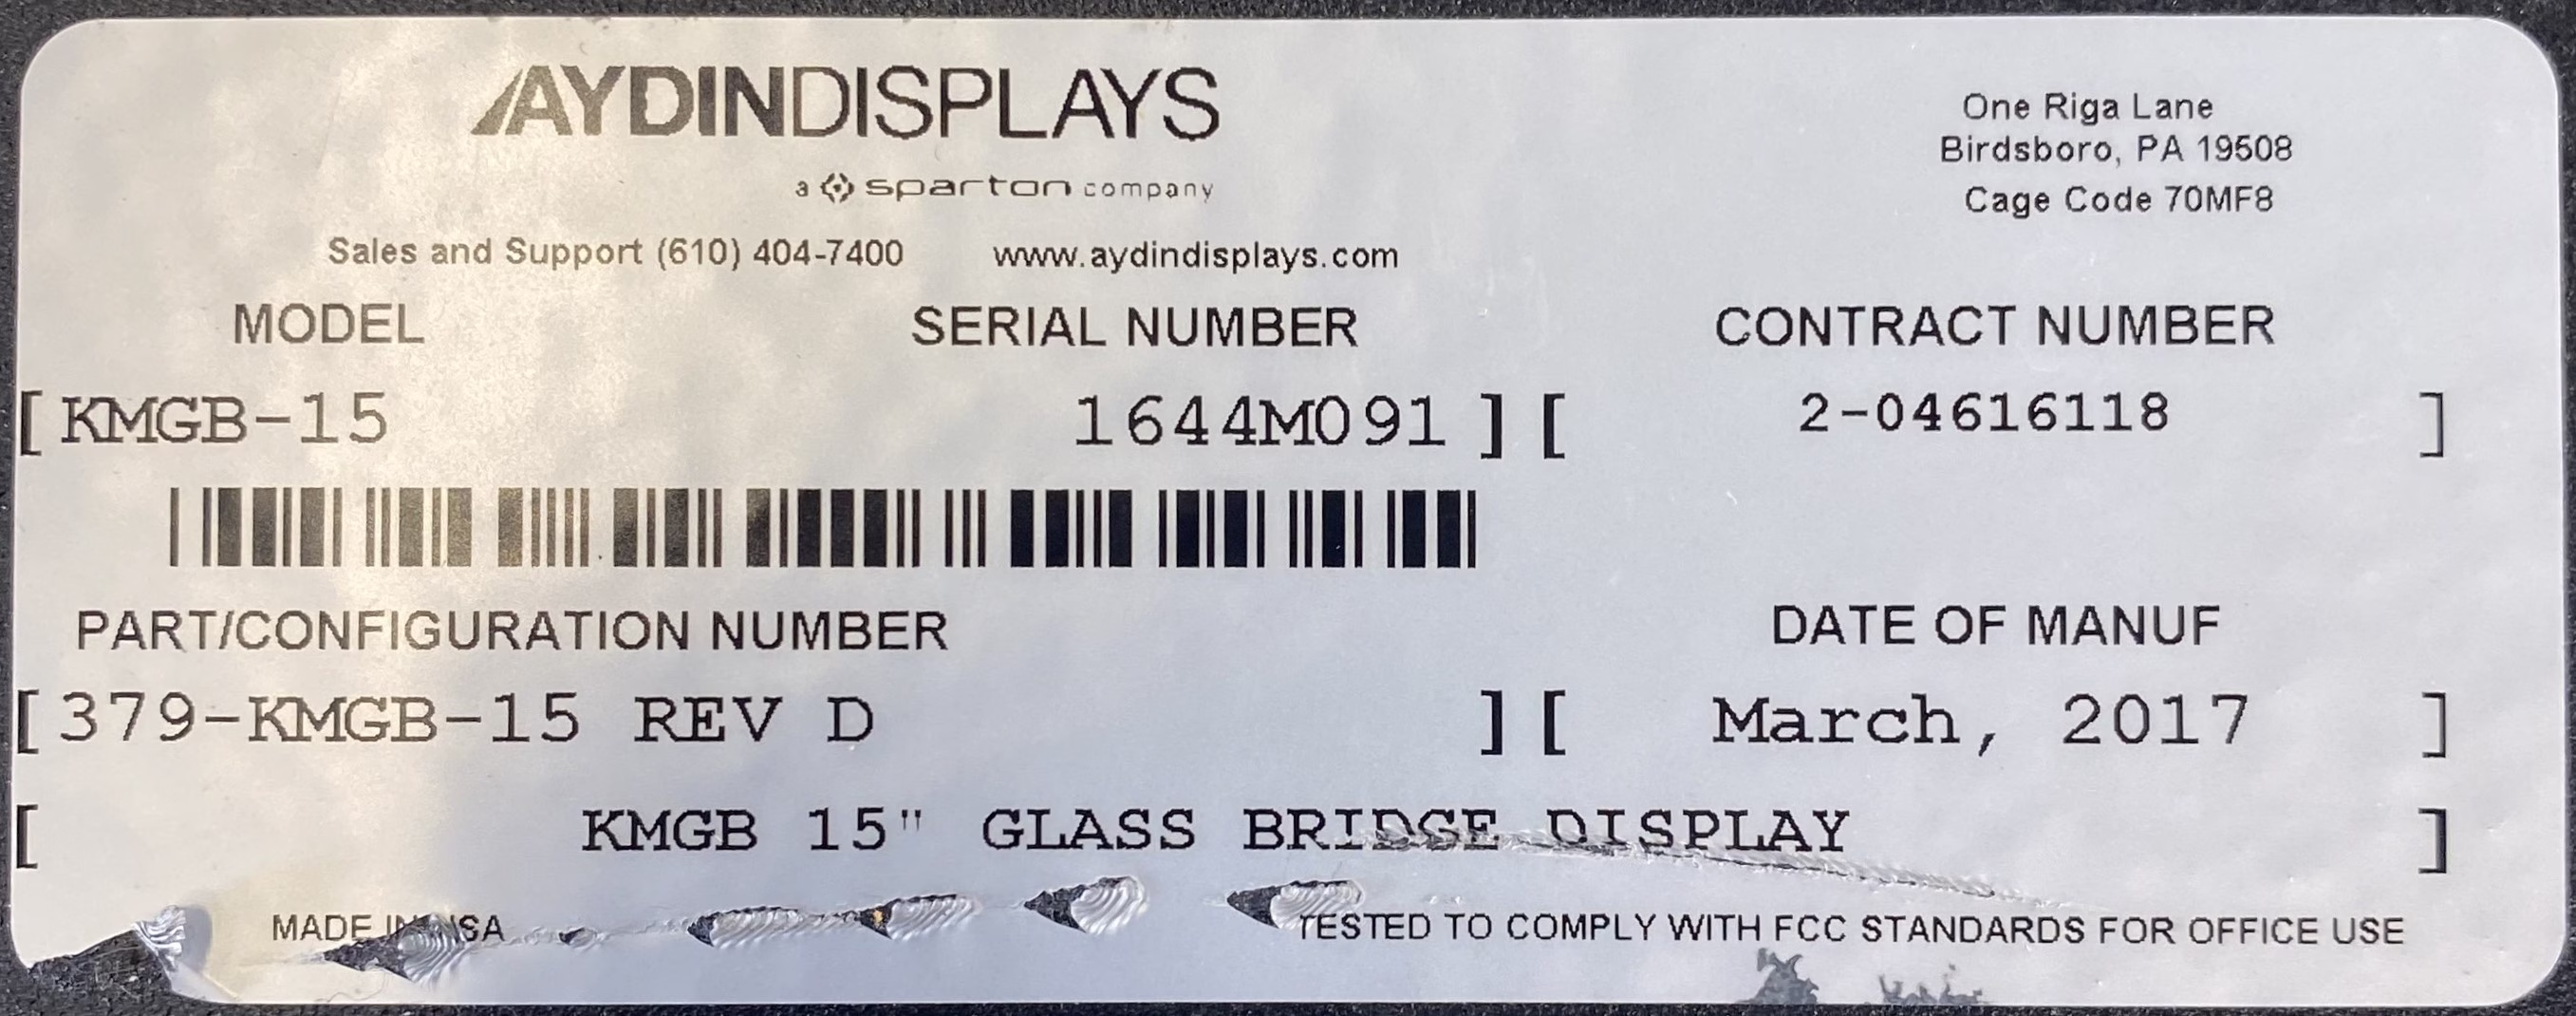 AYDINDISPLAYS
a sparton company
One Riga Lane
Birdsboro, PA 19508
Cage Code 70MF8
Sales and Support (610) 404-7400 www.aydindisplays.com
MODEL SERIAL NUMBER CONTRACT NUMBER
[ KMGB-15 1644M091 ] [ 2-04616118 ]
PART/CONFIGURATION NUMBER DATE OF MANUF
[ 379-KMGB-15 REV D ] [ March, 2017 ]
[ KMGB 15" GLASS BRIDGE DISPLAY ]
MADE IN USA TESTED TO COMPLY WITH FCC STANDARDS FOR OFFICE USE